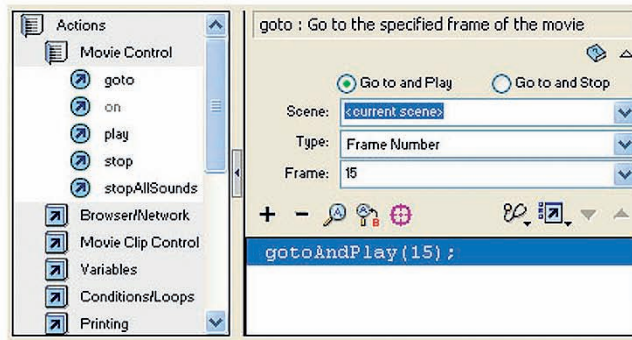 Actions
Movie Control
goto
on
play
stop
stopAllSounds
Browser/Network
Movie Clip Control
Variables
Conditions/Loops
Printing
goto : Go to the specified frame of the movie
Go to and Play
Go to and Stop
Scene: <current scene>
Type: Frame Number
Frame: 15
gotoAndPlay(15);